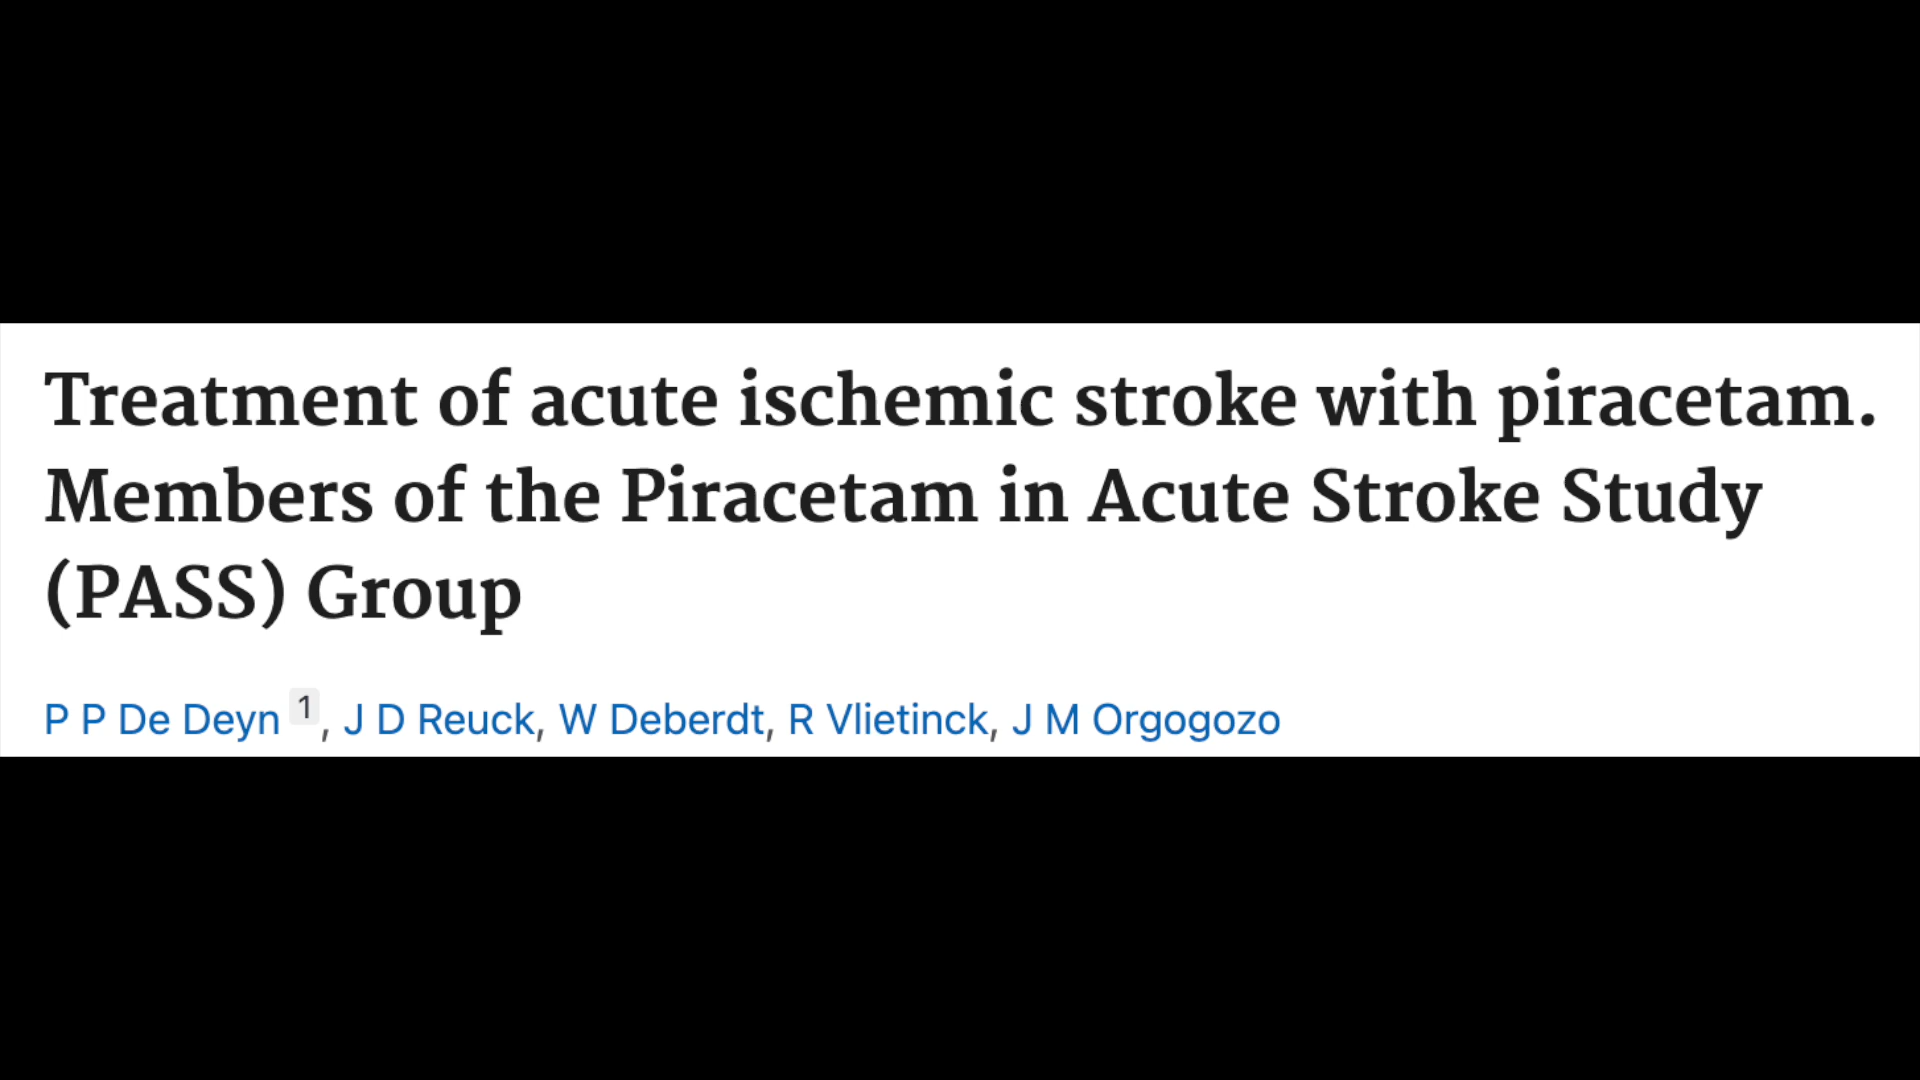 Treatment of acute ischemic stroke with piracetam.
Members of the Piracetam in Acute Stroke Study
(PASS) Group
P P De Deyn 1, J D Reuck, W Deberdt, R Vlietinck, J M Orgogozo